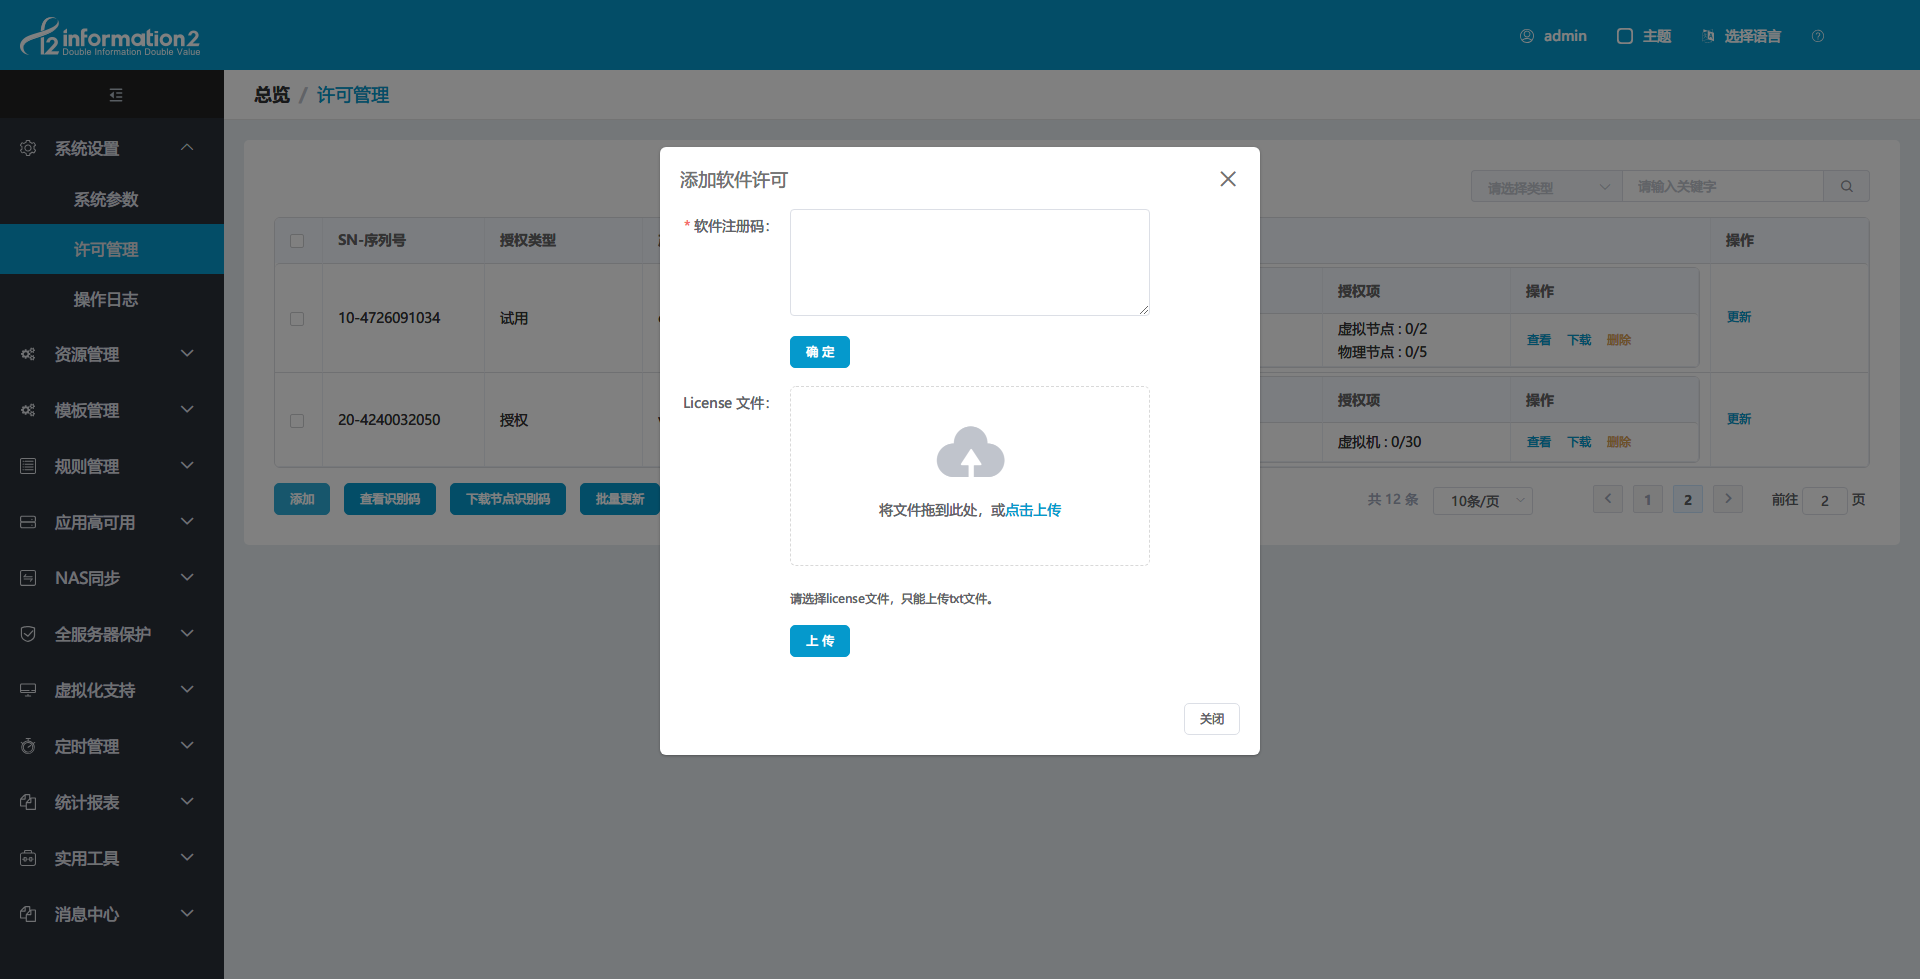 information2
Double Information Double Value
admin
主题
选择语言
总览 / 许可管理
系统设置
系统参数
许可管理
操作日志
资源管理
模板管理
规则管理
应用高可用
NAS同步
全服务器保护
虚拟化支持
定时管理
统计报表
实用工具
消息中心
请选择类型
请输入关键字
SN-序列号
授权类型
操作
10-4726091034
试用
授权项
操作
虚拟节点 : 0/2
物理节点 : 0/5
查看 下载 删除
更新
20-4240032050
授权
授权项
操作
虚拟机 : 0/30
查看 下载 删除
更新
添加
查看识别码
下载节点识别码
批量更新
共 12 条
10条/页
1
2
前往 2 页
添加软件许可
* 软件注册码：
确 定
License 文件：
将文件拖到此处，或点击上传
请选择license文件，只能上传txt文件。
上 传
关闭